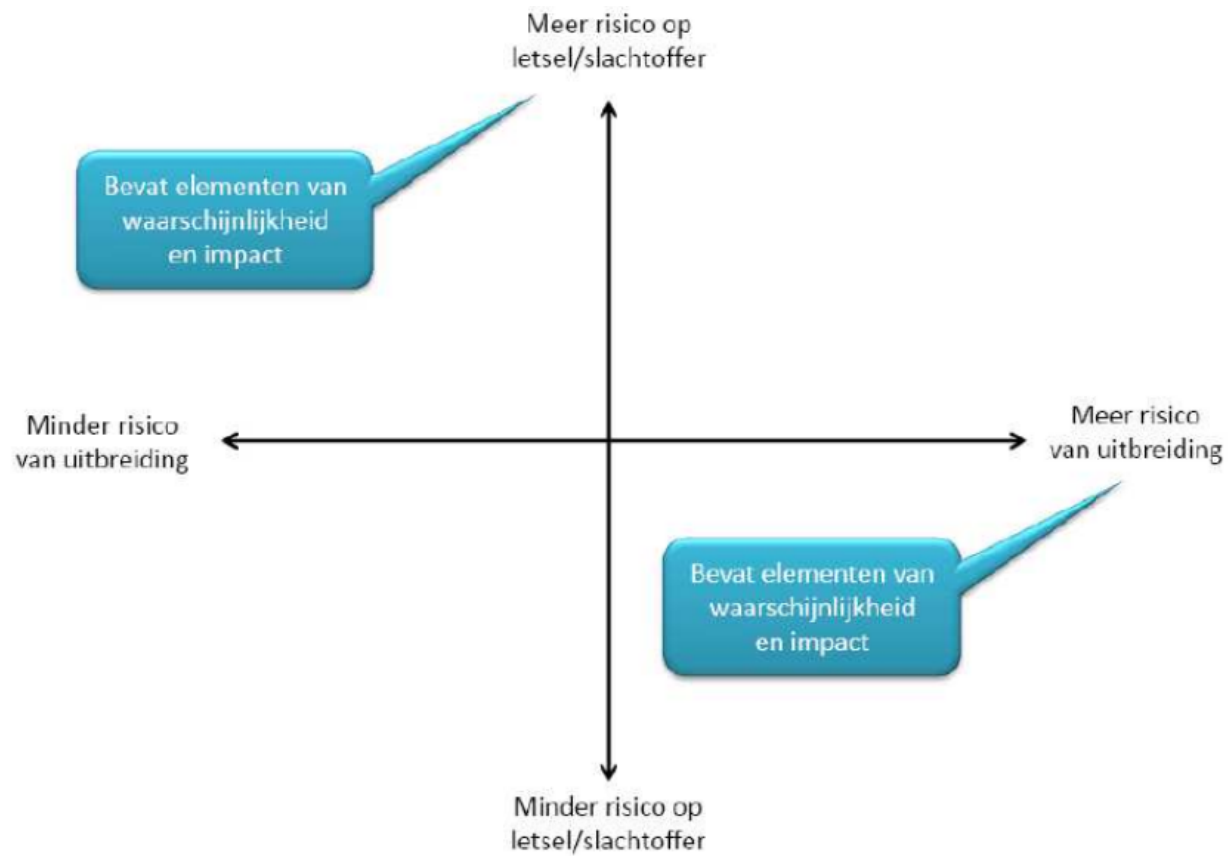 Meer risico op
letsel/slachtoffer
Bevat elementen van
waarschijnlijkheid
en impact
Minder risico
van uitbreiding
Meer risico
van uitbreiding
Bevat elementen van
waarschijnlijkheid
en impact
Minder risico op
letsel/slachtoffer